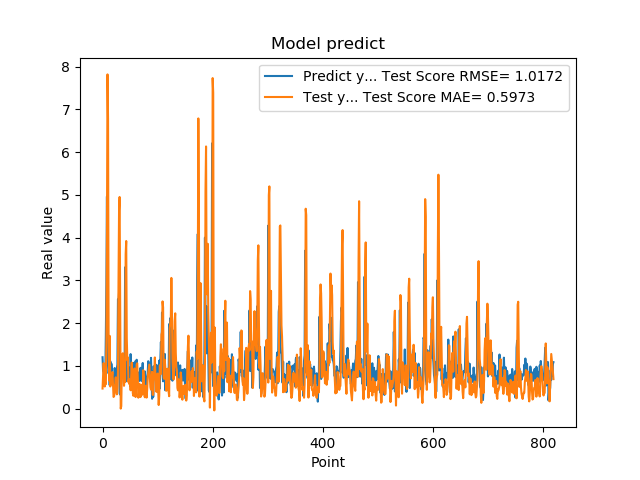 Model predict
Predict y... Test Score RMSE= 1.0172
Test y... Test Score MAE= 0.5973
Real value
8
7
6
5
4
3
2
1
0
0 200 400 600 800
Point